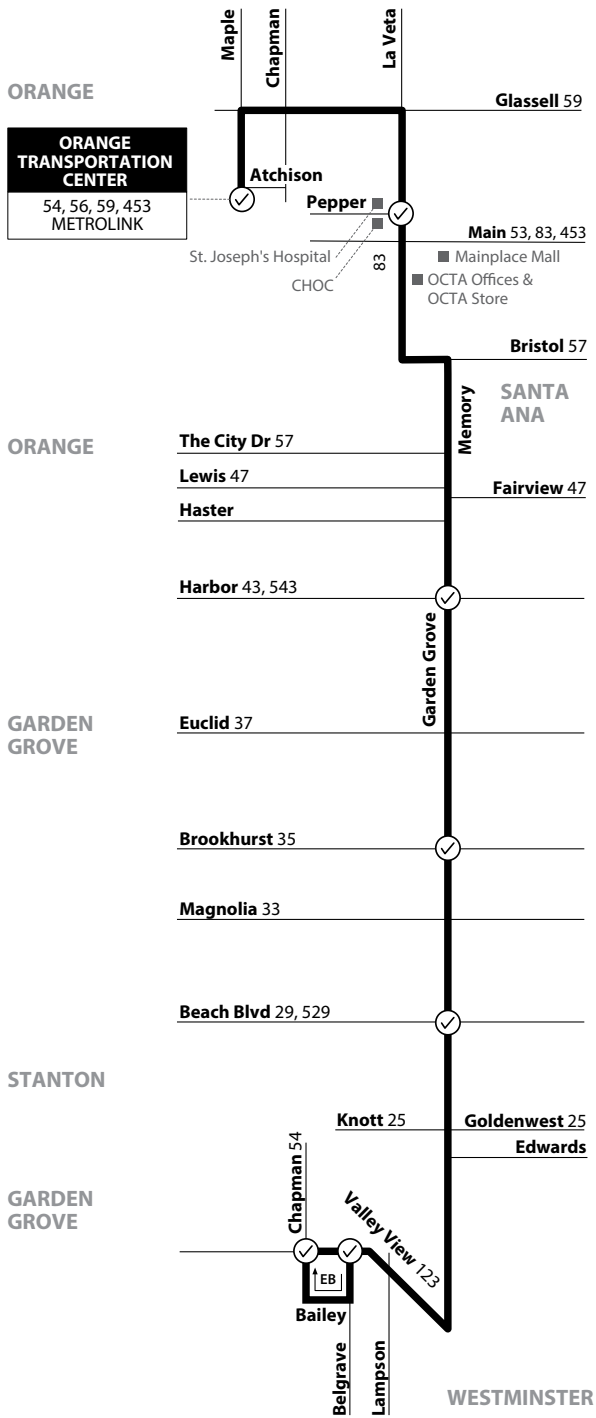 Maple
Chapman
La Veta
ORANGE
Glassell 59
ORANGE
TRANSPORTATION
CENTER
54, 56, 59, 453
METROLINK
Atchison
Pepper
Main 53, 83, 453
St. Joseph's Hospital
CHOC
83
Mainplace Mall
OCTA Offices &
OCTA Store
Bristol 57
Memory
SANTA
ANA
ORANGE
The City Dr 57
Lewis 47
Fairview 47
Haster
Harbor 43, 543
Garden Grove
GARDEN
GROVE
Euclid 37
Brookhurst 35
Magnolia 33
Beach Blvd 29, 529
STANTON
Knott 25
Goldenwest 25
Edwards
Chapman 54
GARDEN
GROVE
Valley View 123
EB
Bailey
Belgrave
Lampson
WESTMINSTER